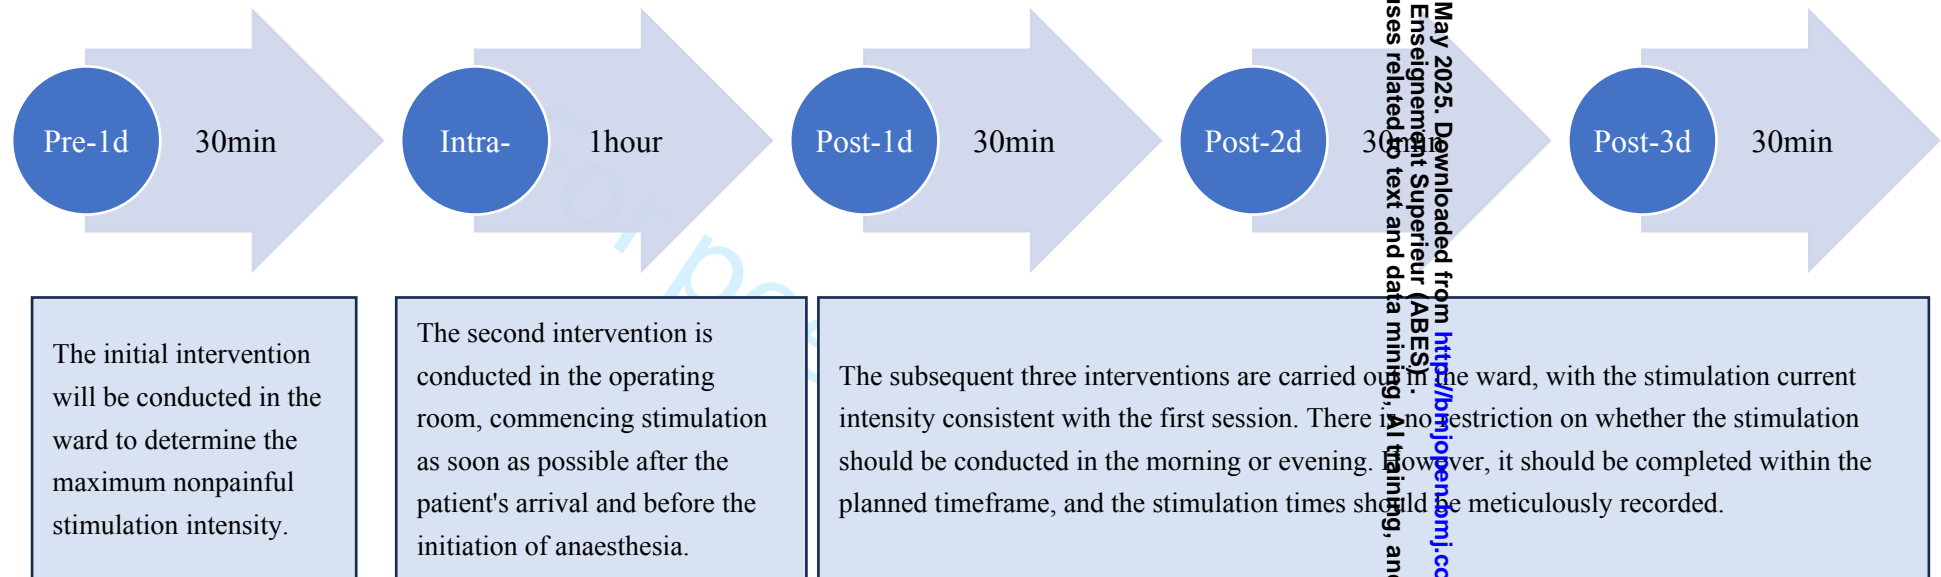 Pre-1d
30min
Intra-
1hour
Post-1d
30min
Post-2d
30min
Post-3d
30min
The initial intervention
will be conducted in the
ward to determine the
maximum nonpainful
stimulation intensity.
The second intervention is
conducted in the operating
room, commencing stimulation
as soon as possible after the
patient's arrival and before the
initiation of anaesthesia.
The subsequent three interventions are carried out in the ward, with the stimulation current
intensity consistent with the first session. There is no restriction on whether the stimulation
should be conducted in the morning or evening. However, it should be completed within the
planned timeframe, and the stimulation times should be meticulously recorded.
May 2025. Downloaded from http://bmjopen.bmj.co
Enseignement Superieur (ABES) .
uses related to text and data mining, AI training, and
For pe